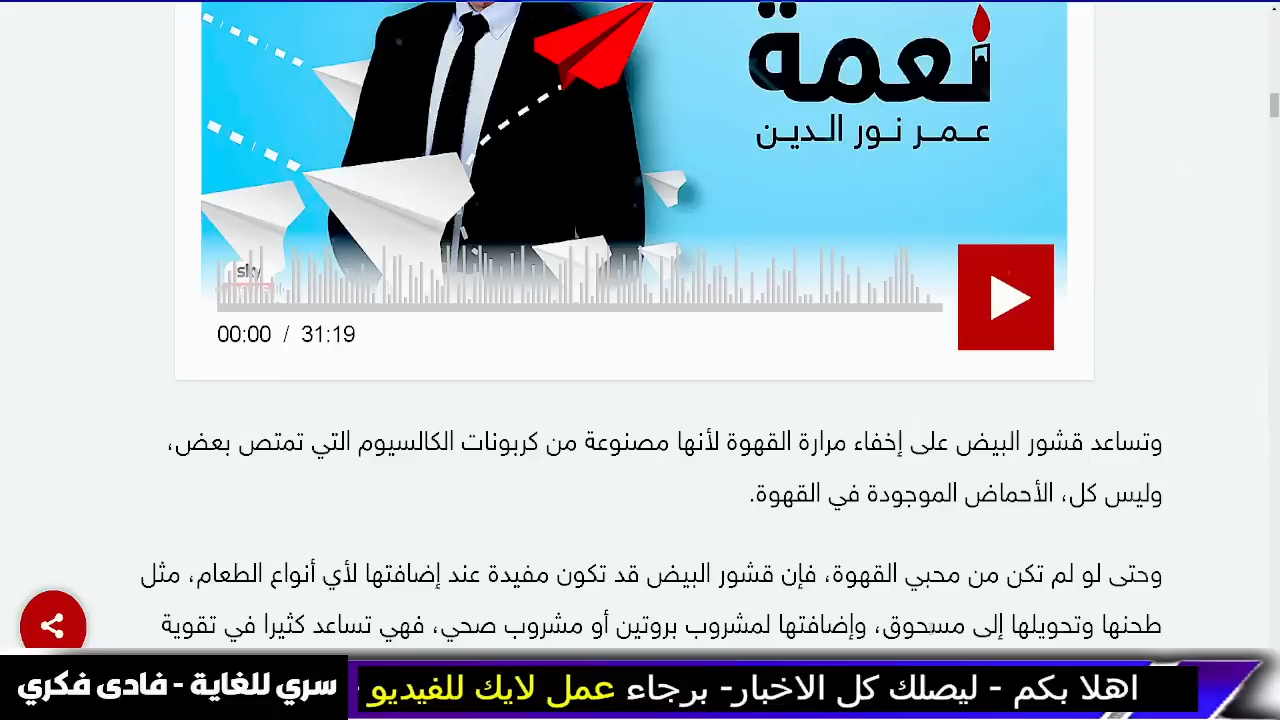 نعمة
عمر نور الدين
sky
00:00 / 31:19
وتساعد قشور البيض على إخفاء مرارة القهوة لأنها مصنوعة من كربونات الكالسيوم التي تمتص بعض،
وليس كل، الأحماض الموجودة في القهوة.
وحتى لو لم تكن من محبي القهوة، فإن قشور البيض قد تكون مفيدة عند إضافتها لأي أنواع الطعام، مثل
طحنها وتحويلها إلى مسحوق، وإضافتها لمشروب بروتين أو مشروب صحي، فهي تساعد كثيرا في تقوية
اهلا بكم - ليصلك كل الاخبار- برجاء عمل لايك للفيديو -
سري للغاية - فادى فكري